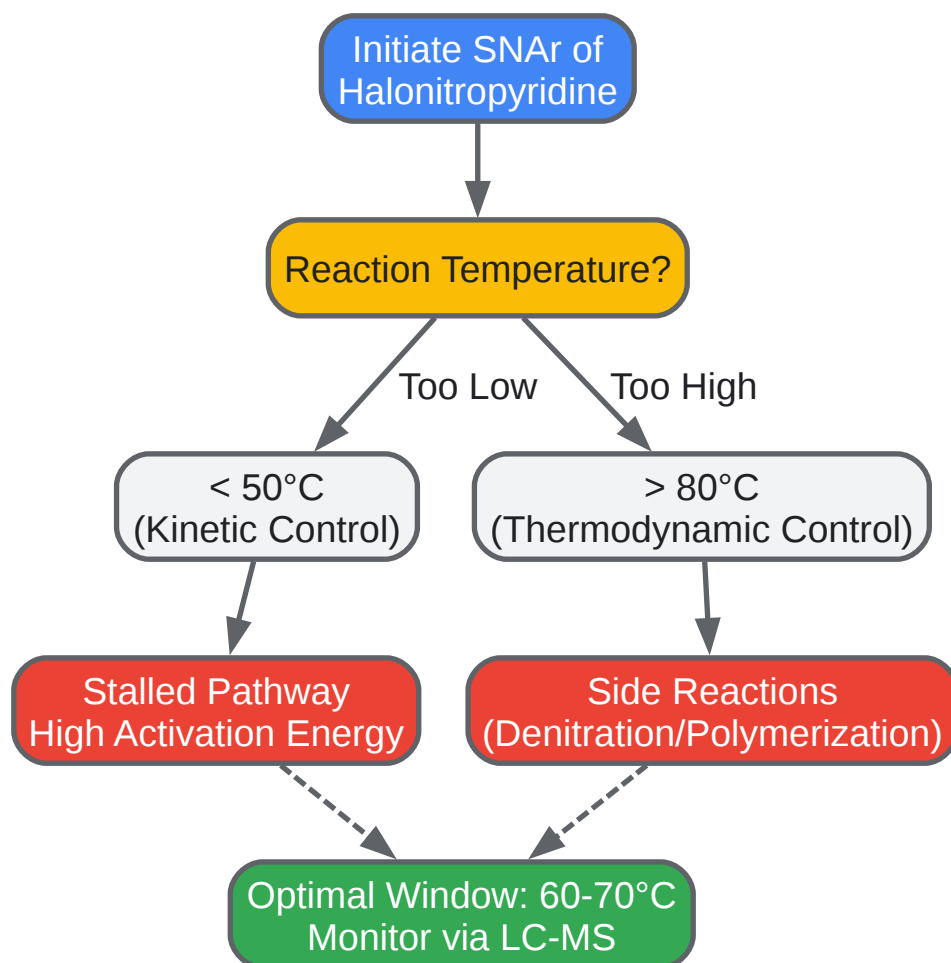 Initiate SNAr of
Halonitropyridine
Reaction Temperature?
Too Low
Too High
< 50°C
(Kinetic Control)
> 80°C
(Thermodynamic Control)
Stalled Pathway
High Activation Energy
Side Reactions
(Denitration/Polymerization)
Optimal Window: 60-70°C
Monitor via LC-MS